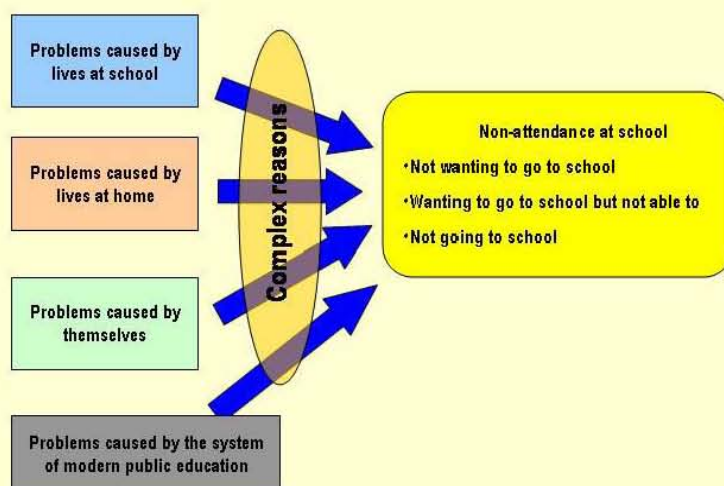 Problems caused by
lives at school
Problems caused by
lives at home
Problems caused by
themselves
Problems caused by the system
of modern public education
Complex reasons
Non-attendance at school
•Not wanting to go to school
•Wanting to go to school but not able to
•Not going to school